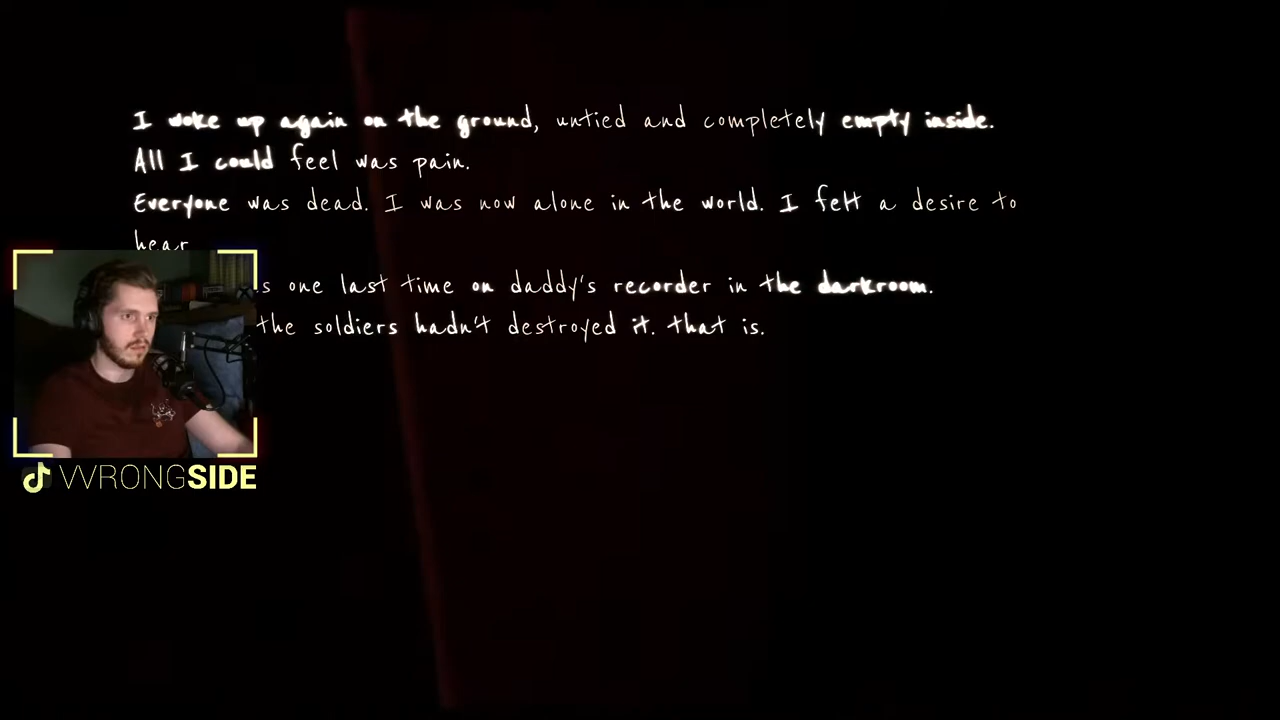 I woke up again on the ground, untied and completely empty inside.
All I could feel was pain.
Everyone was dead. I was now alone in the world. I felt a desire to
hear
one last time on daddy's recorder in the darkroom.
the soldiers hadn't destroyed it. that is.
VVRONGSIDE